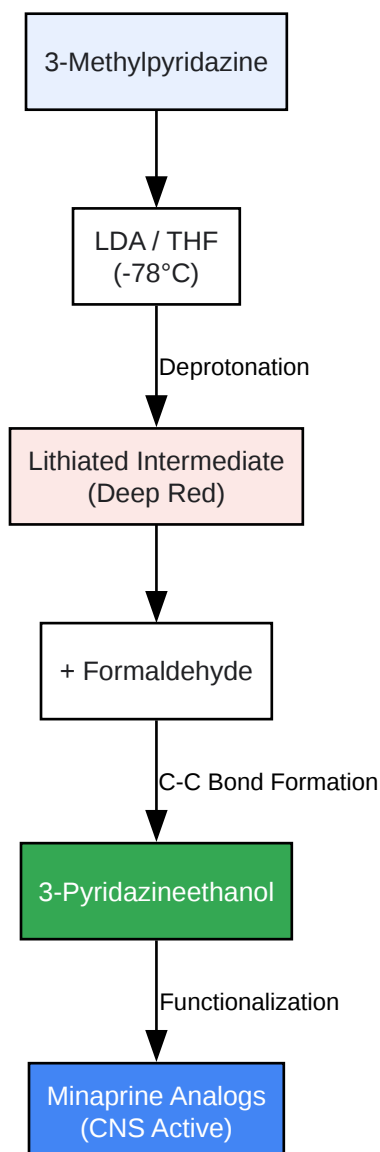 3-Methylpyridazine
LDA / THF
(-78°C)
Deprotonation
Lithiated Intermediate
(Deep Red)
+ Formaldehyde
C-C Bond Formation
3-Pyridazineethanol
Functionalization
Minaprine Analogs
(CNS Active)